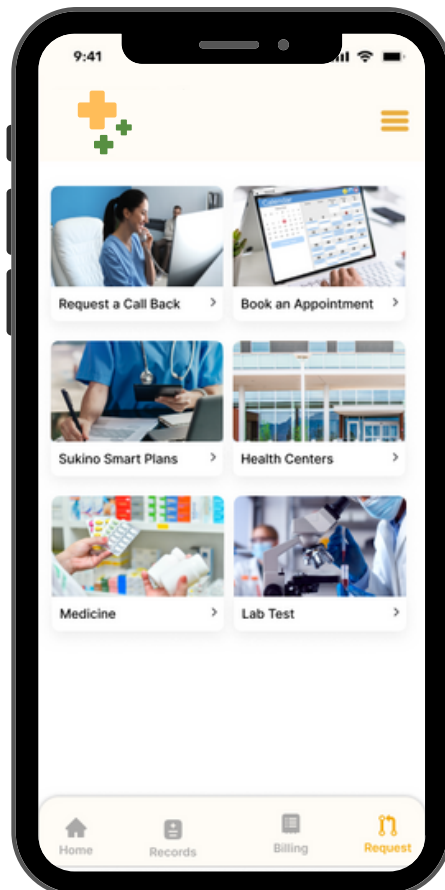 9:41
Request a Call Back
Book an Appointment
Sukino Smart Plans
Health Centers
Medicine
Lab Test
Home
Records
Billing
Request